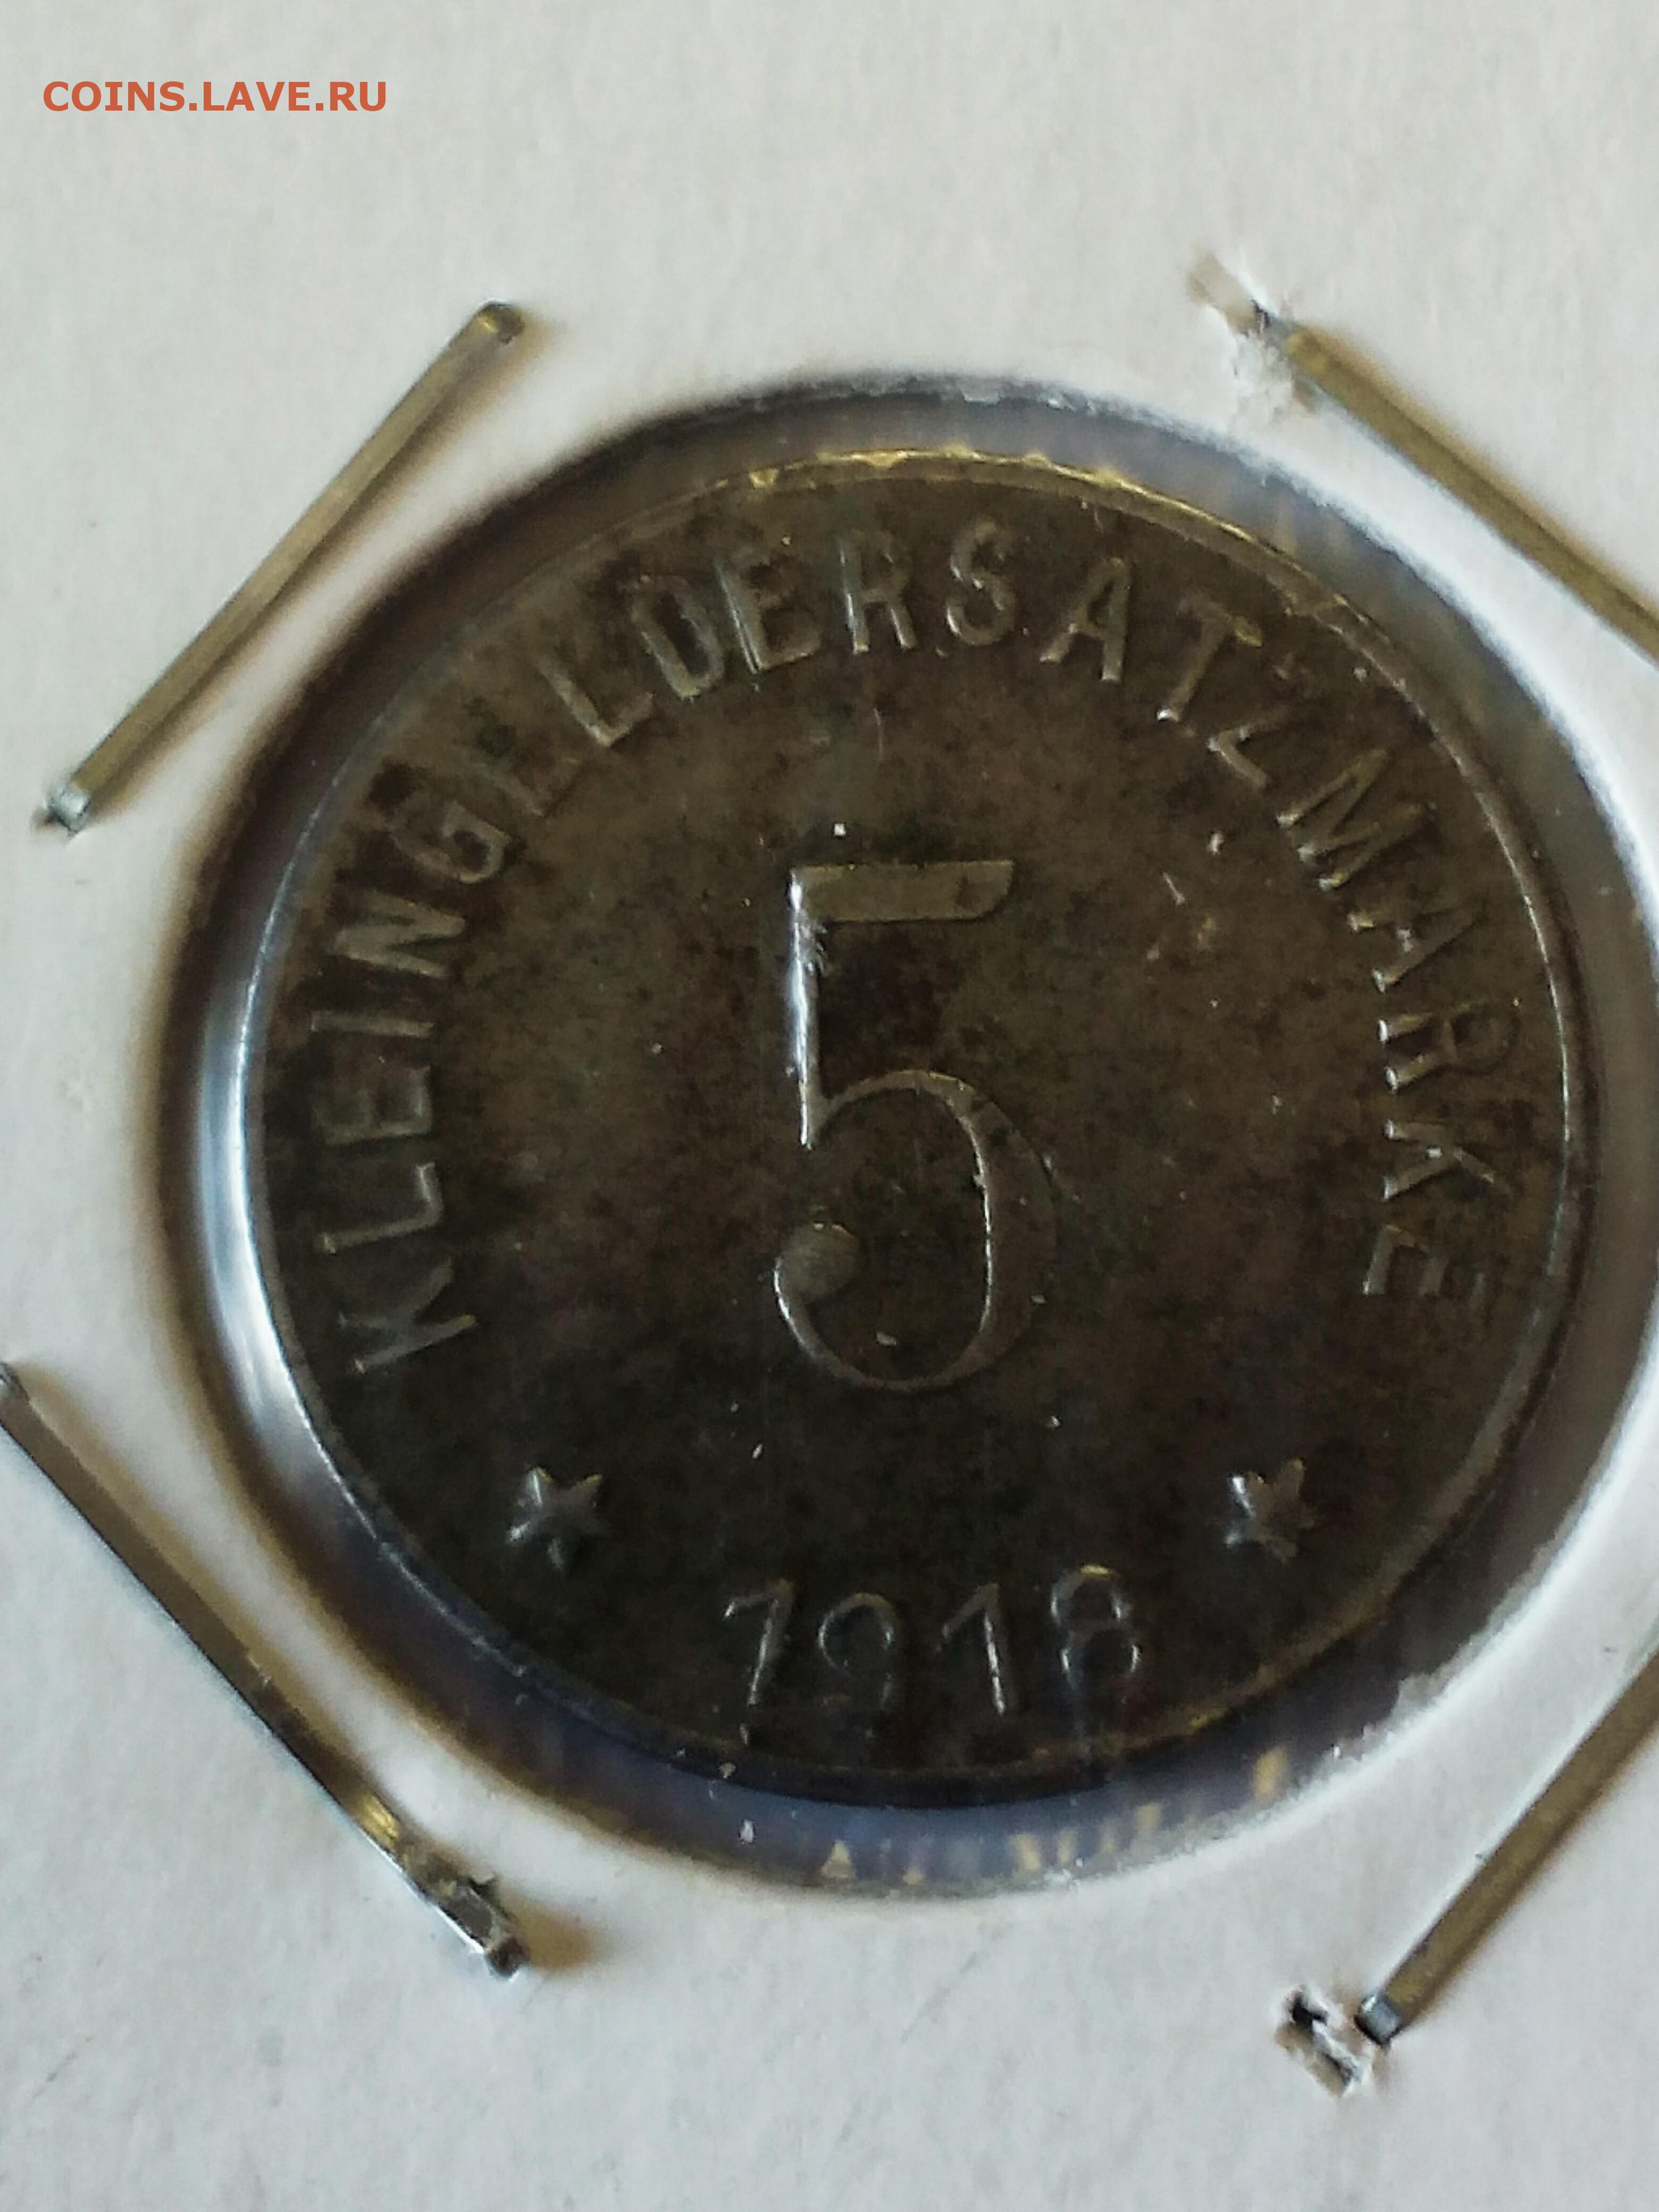 COINS.LAVE.RU
KLEINGELDERSATZMARKE
5
1918